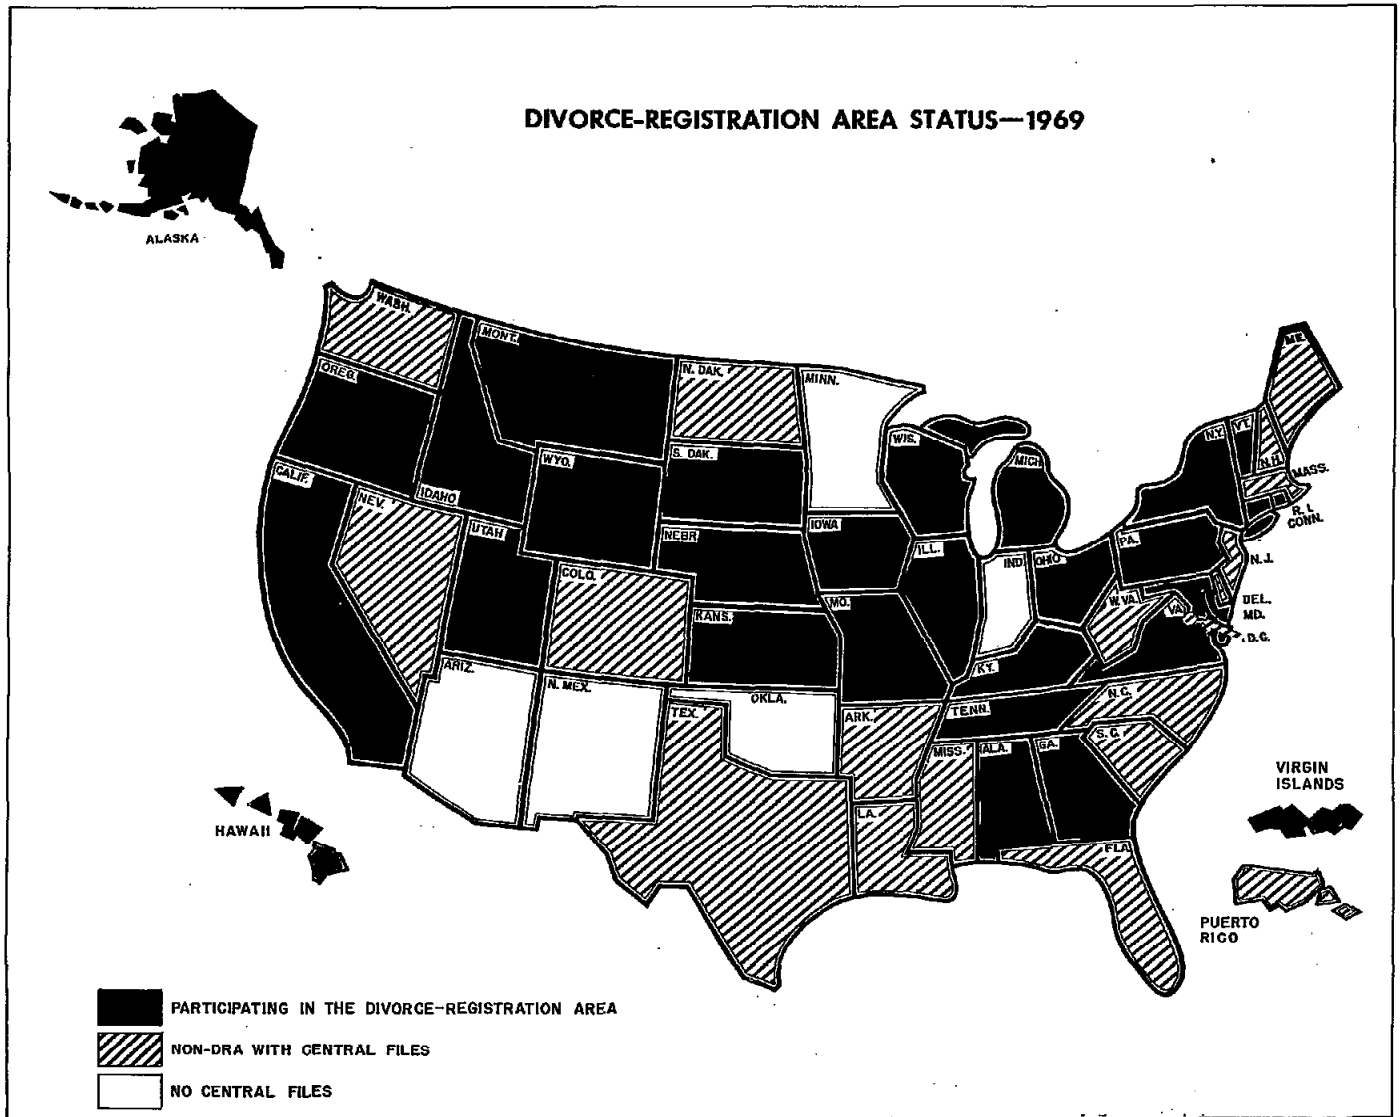 DIVORCE-REGISTRATION AREA STATUS—1969
ALASKA
WASH.
MONT.
ME.
OREG.
N. DAK.
MINN.
WIS.
N.Y.
VT.
CALIF.
IDAHO
WYO.
S. DAK.
MICH
N.H.
MASS.
NEV.
UTAH
NEBR
IOWA
ILL.
IND
OHIO
PA.
R. I.
CONN.
N.J.
COLO.
KANS.
MO.
W. VA.
VA.
DEL.
MD.
D.C.
ARIZ.
N. MEX.
OKLA.
KY.
TEX.
ARK.
TENN.
N.C.
S.C.
MISS.
ALA.
GA.
LA.
FLA
HAWAII
VIRGIN
ISLANDS
PUERTO
RICO
PARTICIPATING IN THE DIVORCE-REGISTRATION AREA
NON-DRA WITH CENTRAL FILES
NO CENTRAL FILES